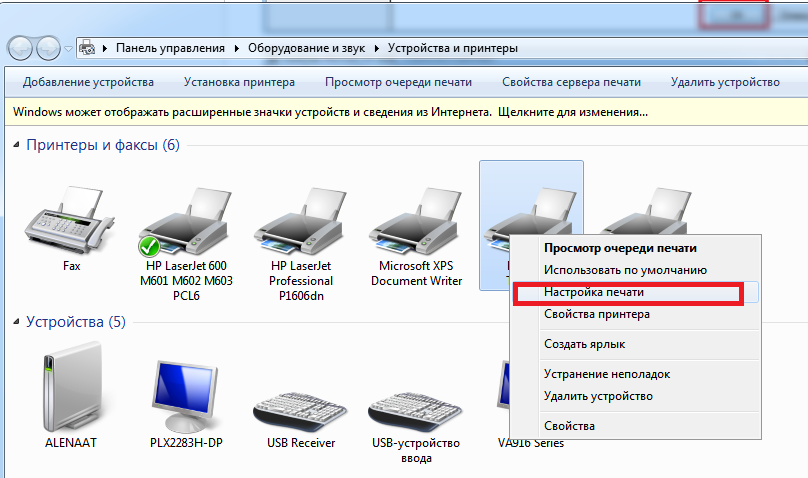 Панель управления ▸ Оборудование и звук ▸ Устройства и принтеры
Добавление устройства Установка принтера Просмотр очереди печати Свойства сервера печати Удалить устройство
Windows может отображать расширенные значки устройств и сведения из Интернета. Щелкните для изменения...
Принтеры и факсы (6)
Fax
HP LaserJet 600
M601 M602 M603
PCL6
HP LaserJet
Professional
P1606dn
Microsoft XPS
Document Writer
Просмотр очереди печати
Использовать по умолчанию
Настройка печати
Свойства принтера
Создать ярлык
Устранение неполадок
Удалить устройство
Свойства
Устройства (5)
ALENAAT
PLX2283H-DP
USB Receiver
USB-устройство
ввода
VA916 Series